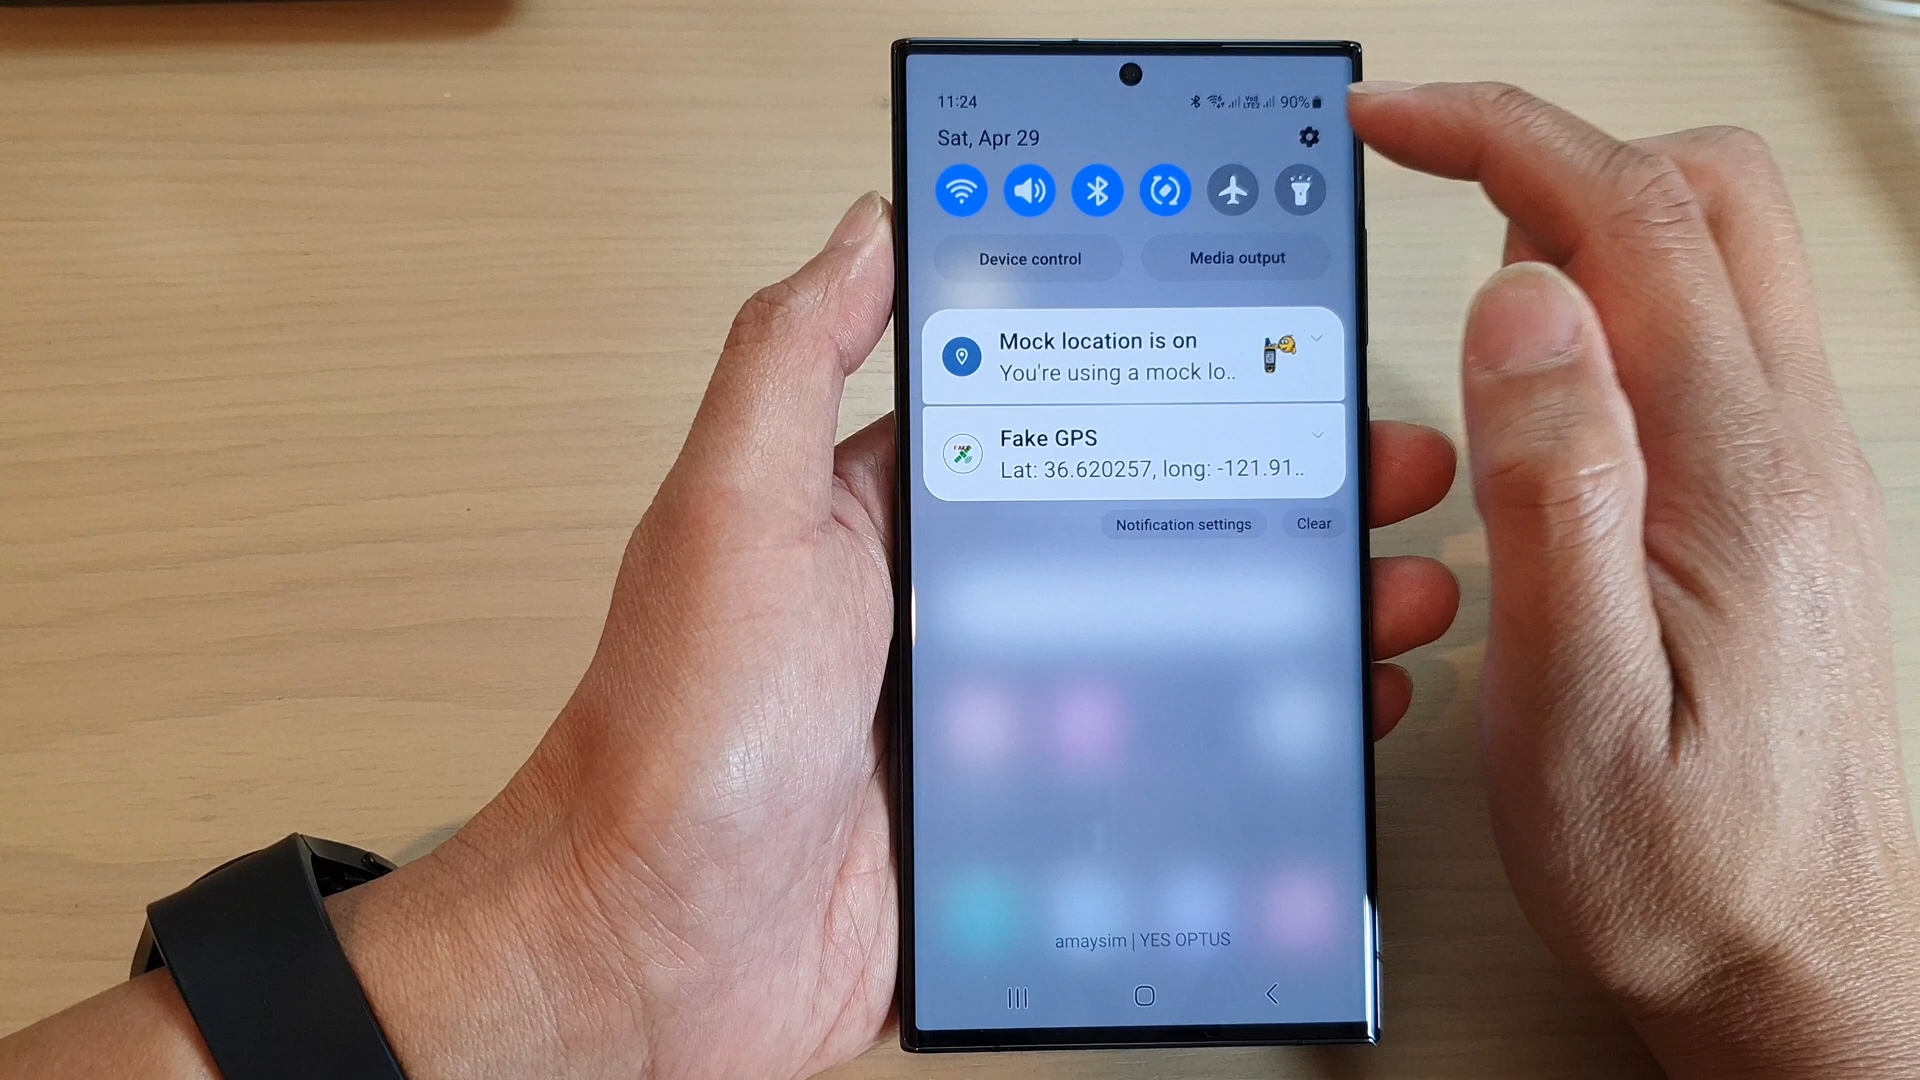 11:24
90%
Sat, Apr 29
Device control
Media output
Mock location is on
You're using a mock lo..
Fake GPS
Lat: 36.620257, long: -121.91..
Notification settings
Clear
amaysim | YES OPTUS